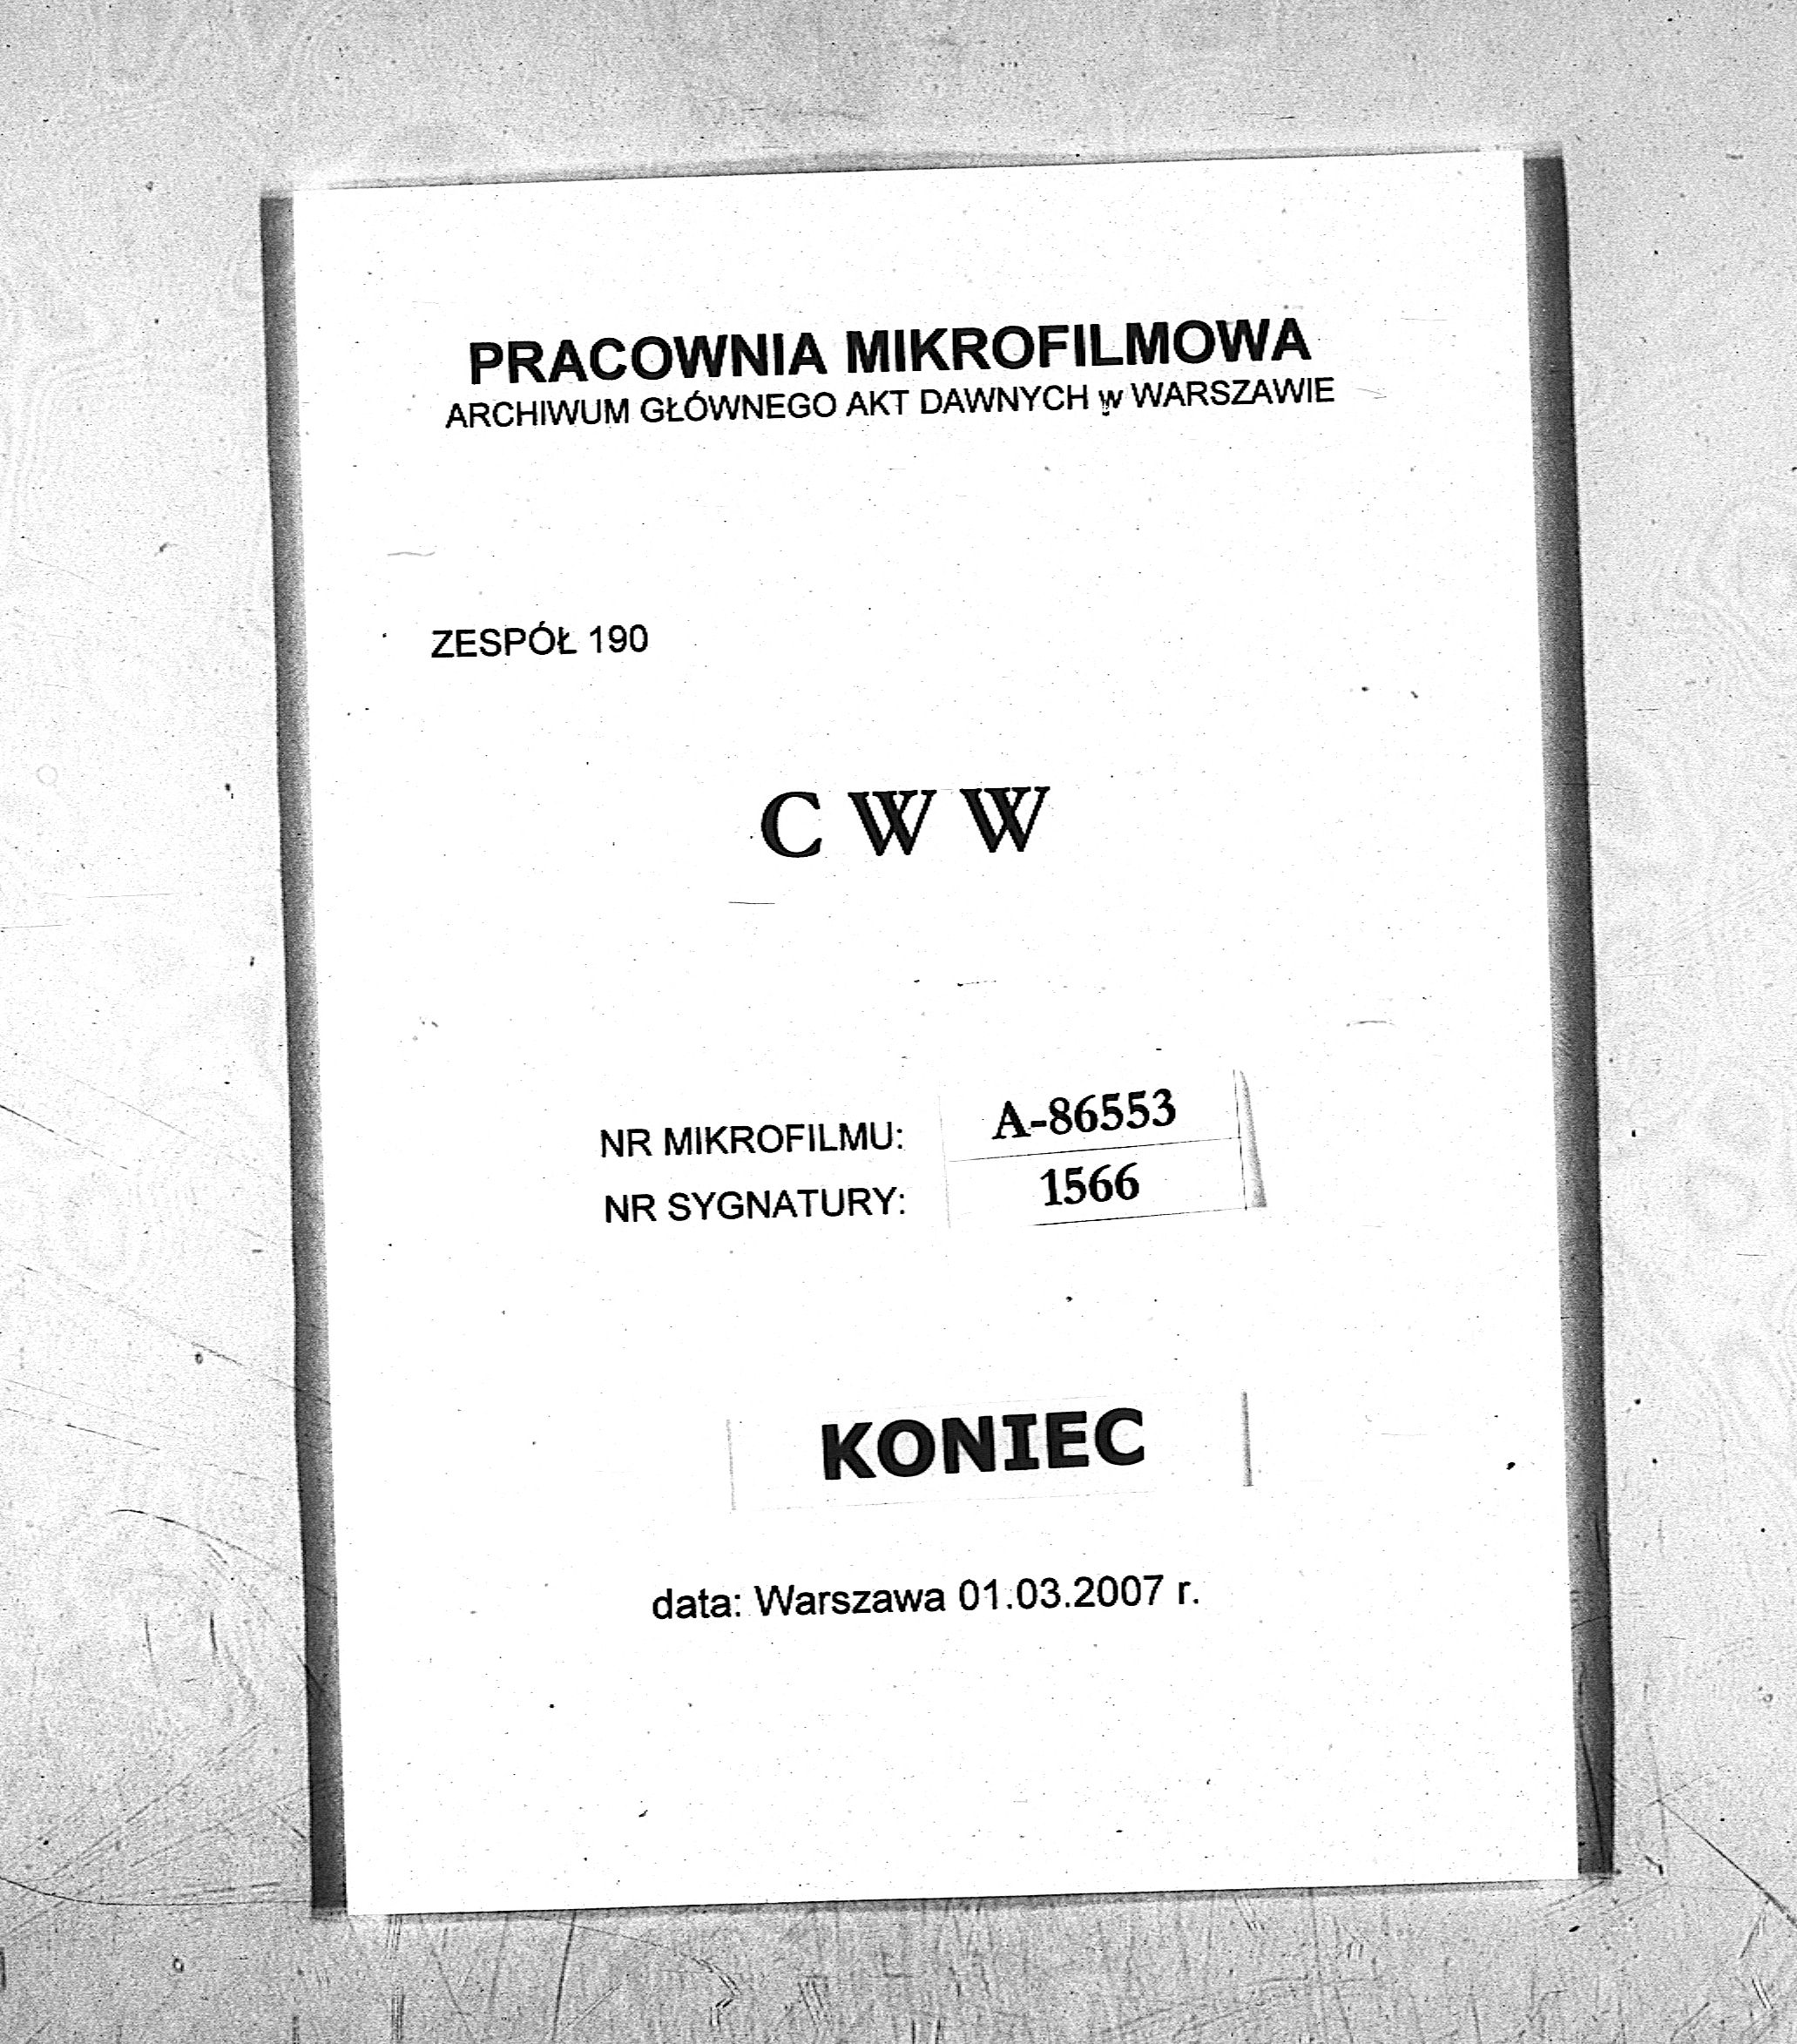 PRACOWNIA MIKROFILMOWA
ARCHIWUM GŁÓWNEGO AKT DAWNYCH w WARSZAWIE
ZESPÓŁ 190
C W W
NR MIKROFILMU: A-86553
NR SYGNATURY: 1566
KONIEC
data: Warszawa 01.03.2007 r.